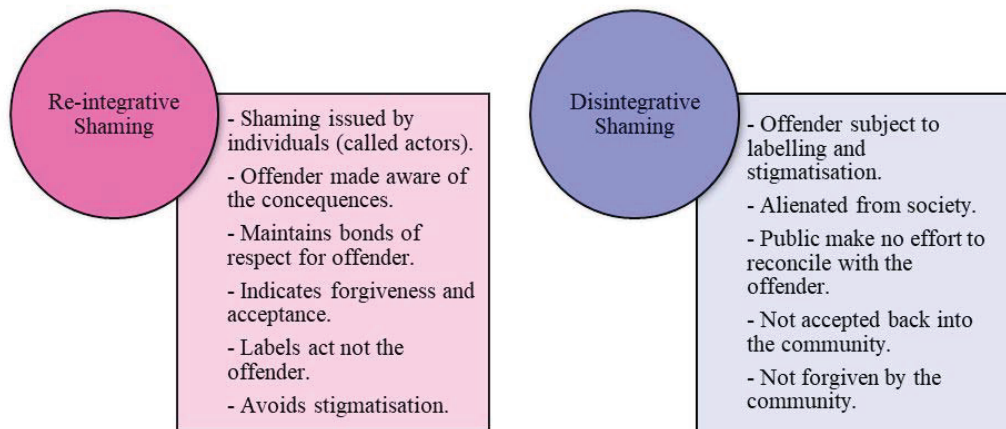 Re-integrative
Shaming
- Shaming issued by
individuals (called actors).
- Offender made aware of
the concequences.
- Maintains bonds of
respect for offender.
- Indicates forgiveness and
acceptance.
- Labels act not the
offender.
- Avoids stigmatisation.
Disintegrative
Shaming
- Offender subject to
labelling and
stigmatisation.
- Alienated from society.
- Public make no effort to
reconcile with the
offender.
- Not accepted back into
the community.
- Not forgiven by the
community.